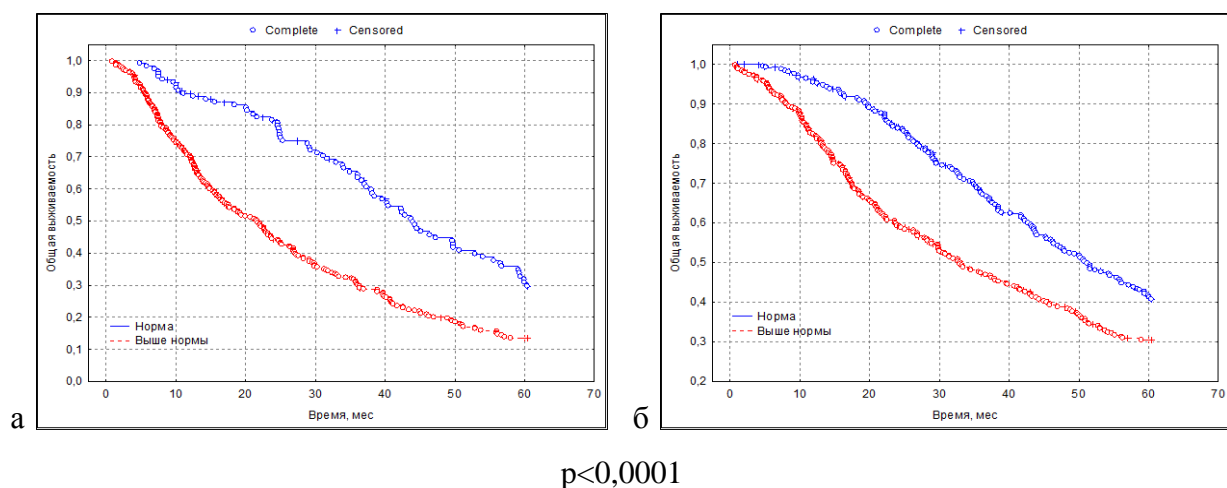 Complete Censored
1,0
0,9
0,8
0,7
0,6
0,5
0,4
0,3
0,2
0,1
0,0
Общая выживаемость
Норма
Выше нормы
0 10 20 30 40 50 60 70
Время, мес
а
Complete Censored
1,0
0,9
0,8
0,7
0,6
0,5
0,4
0,3
0,2
Общая выживаемость
Норма
Выше нормы
0 10 20 30 40 50 60 70
Время, мес
б
p<0,0001